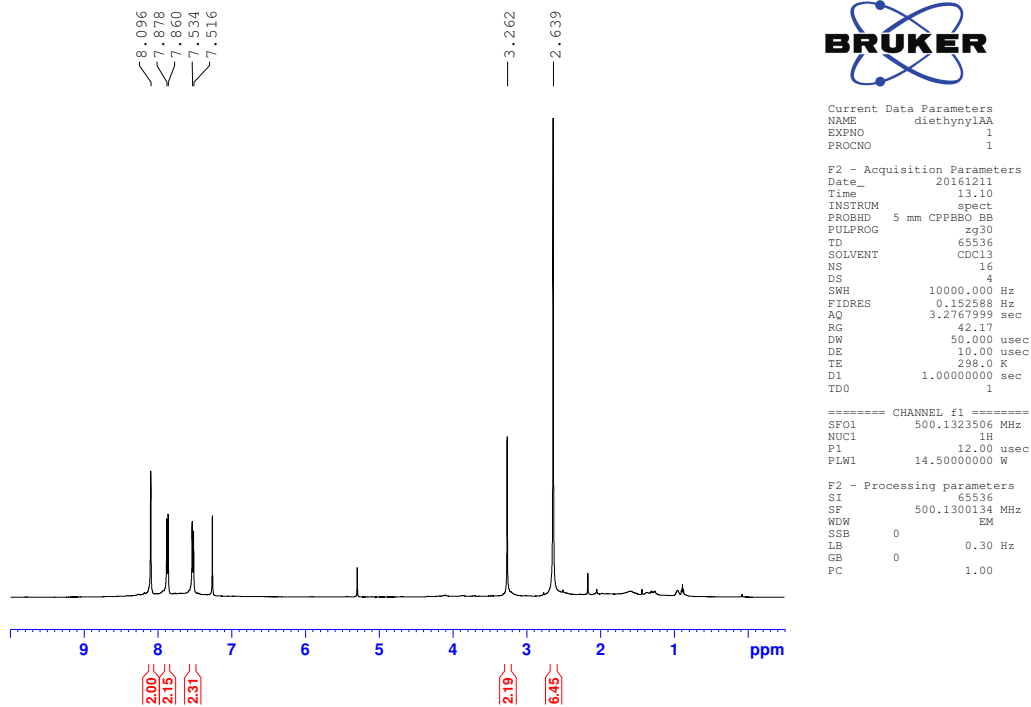 8.096
7.878
7.860
7.534
7.516
3.262
2.639
BRUKER
Current Data Parameters
NAME diethynylAA
EXPNO 1
PROCNO 1
F2 - Acquisition Parameters
Date_ 20161211
Time 13.10
INSTRUM spect
PROBHD 5 mm CPPBBO BB
PULPROG zg30
TD 65536
SOLVENT CDCl3
NS 16
DS 4
SWH 10000.000 Hz
FIDRES 0.152588 Hz
AQ 3.2767999 sec
RG 42.17
DW 50.000 usec
DE 10.00 usec
TE 298.0 K
D1 1.00000000 sec
TD0 1
======== CHANNEL f1 ========
SFO1 500.1323506 MHz
NUC1 1H
P1 12.00 usec
PLW1 14.50000000 W
F2 - Processing parameters
SI 65536
SF 500.1300134 MHz
WDW EM
SSB 0
LB 0.30 Hz
GB 0
PC 1.00
9 8 7 6 5 4 3 2 1 ppm
2.00
2.15
2.31
2.19
6.45